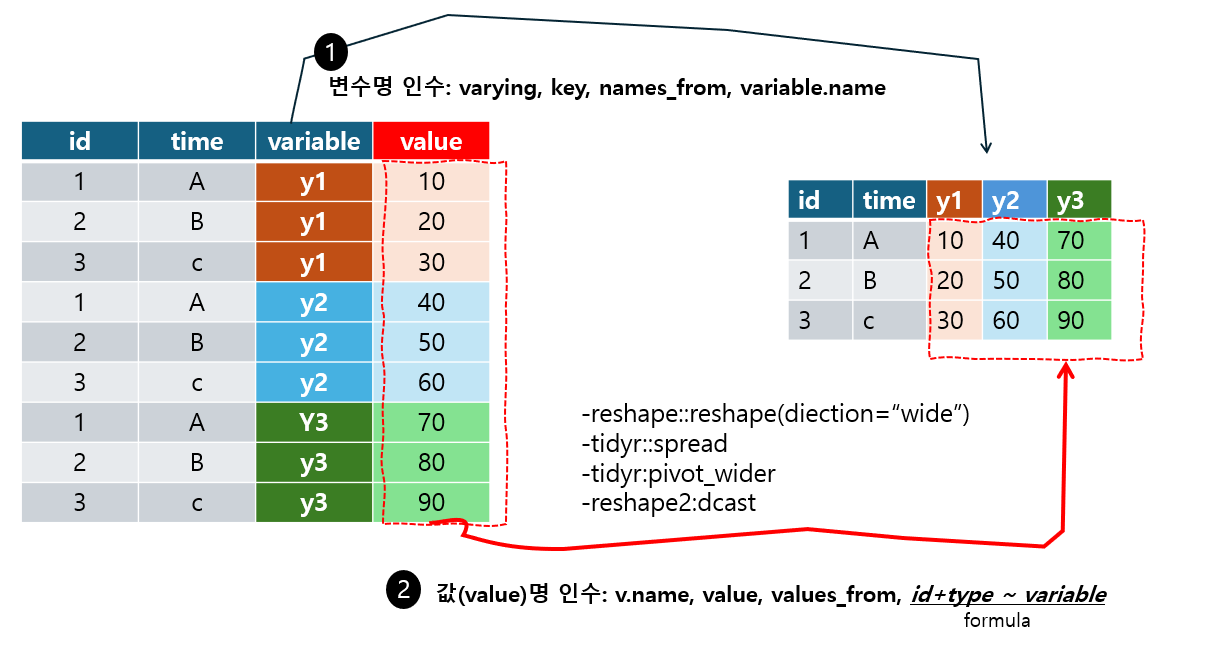 1
변수명 인수: varying, key, names_from, variable.name
id time variable value
1 A y1 10
2 B y1 20
3 c y1 30
1 A y2 40
2 B y2 50
3 c y2 60
1 A Y3 70
2 B y3 80
3 c y3 90
id time y1 y2 y3
1 A 10 40 70
2 B 20 50 80
3 c 30 60 90
-reshape::reshape(diection=“wide”)
-tidyr::spread
-tidyr:pivot_wider
-reshape2:dcast
2 값(value)명 인수: v.name, value, values_from, id+type ~ variable
formula